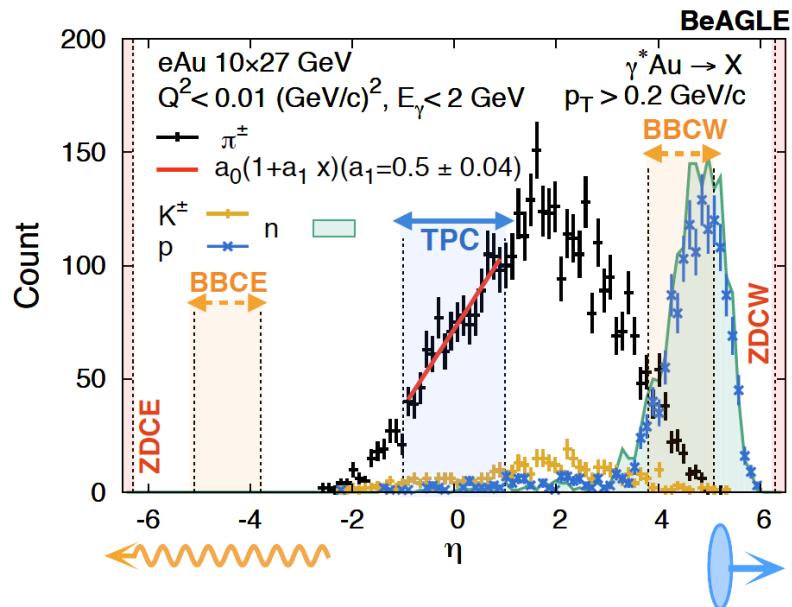 BeAGLE
200
150
100
50
0
Count
eAu 10×27 GeV
Q²< 0.01 (GeV/c)², Eγ< 2 GeV
π±
a₀(1+a₁ x)(a₁=0.5 ± 0.04)
K±
p
n
γ*Au → X
pT > 0.2 GeV/c
BBCW
TPC
BBCE
ZDCE
ZDCW
-6 -4 -2 0 2 4 6
η